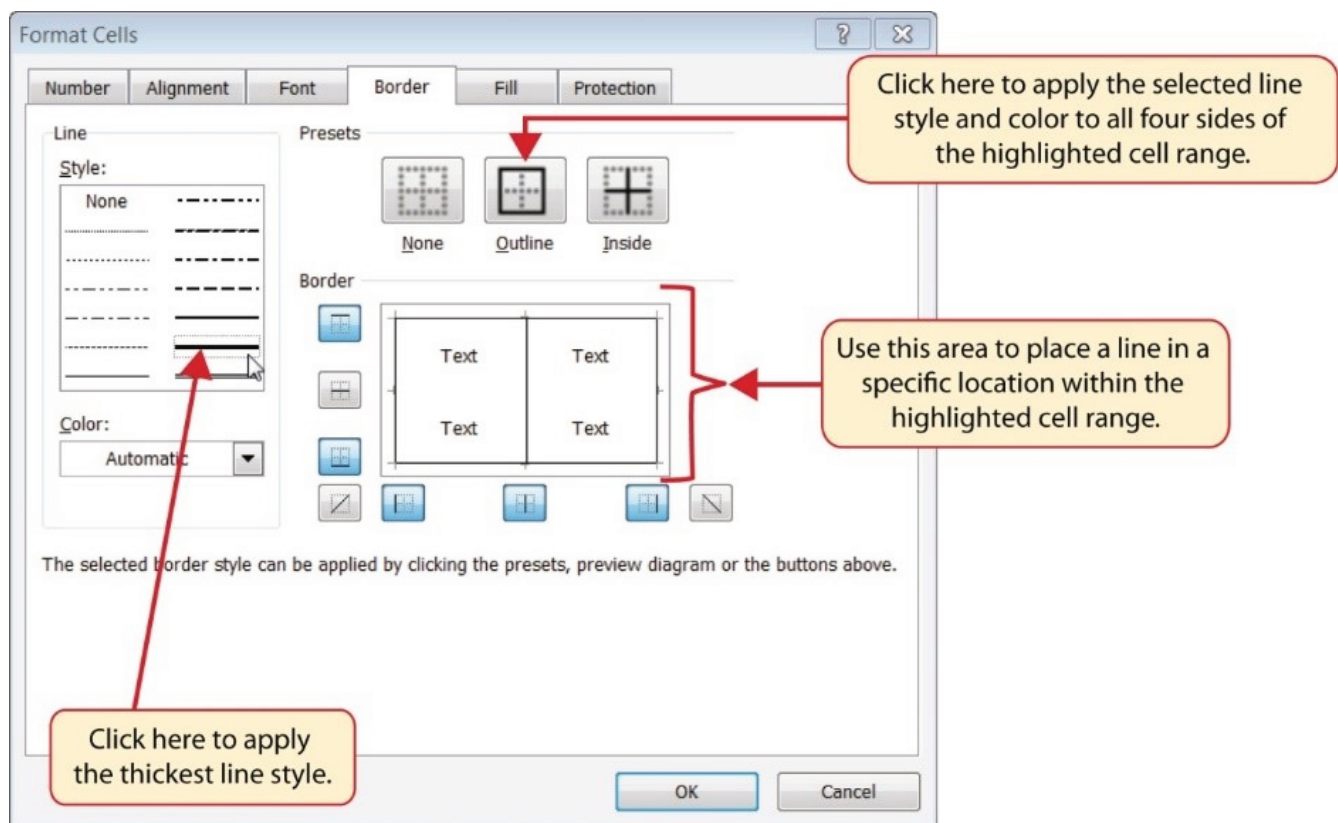 Format Cells
Number Alignment Font Border Fill Protection
Click here to apply the selected line
style and color to all four sides of
the highlighted cell range.
Line
Style:
None
Presets
None Outline Inside
Border
Text Text
Text Text
Use this area to place a line in a
specific location within the
highlighted cell range.
Color:
Automatic
The selected border style can be applied by clicking the presets, preview diagram or the buttons above.
Click here to apply
the thickest line style.
OK Cancel